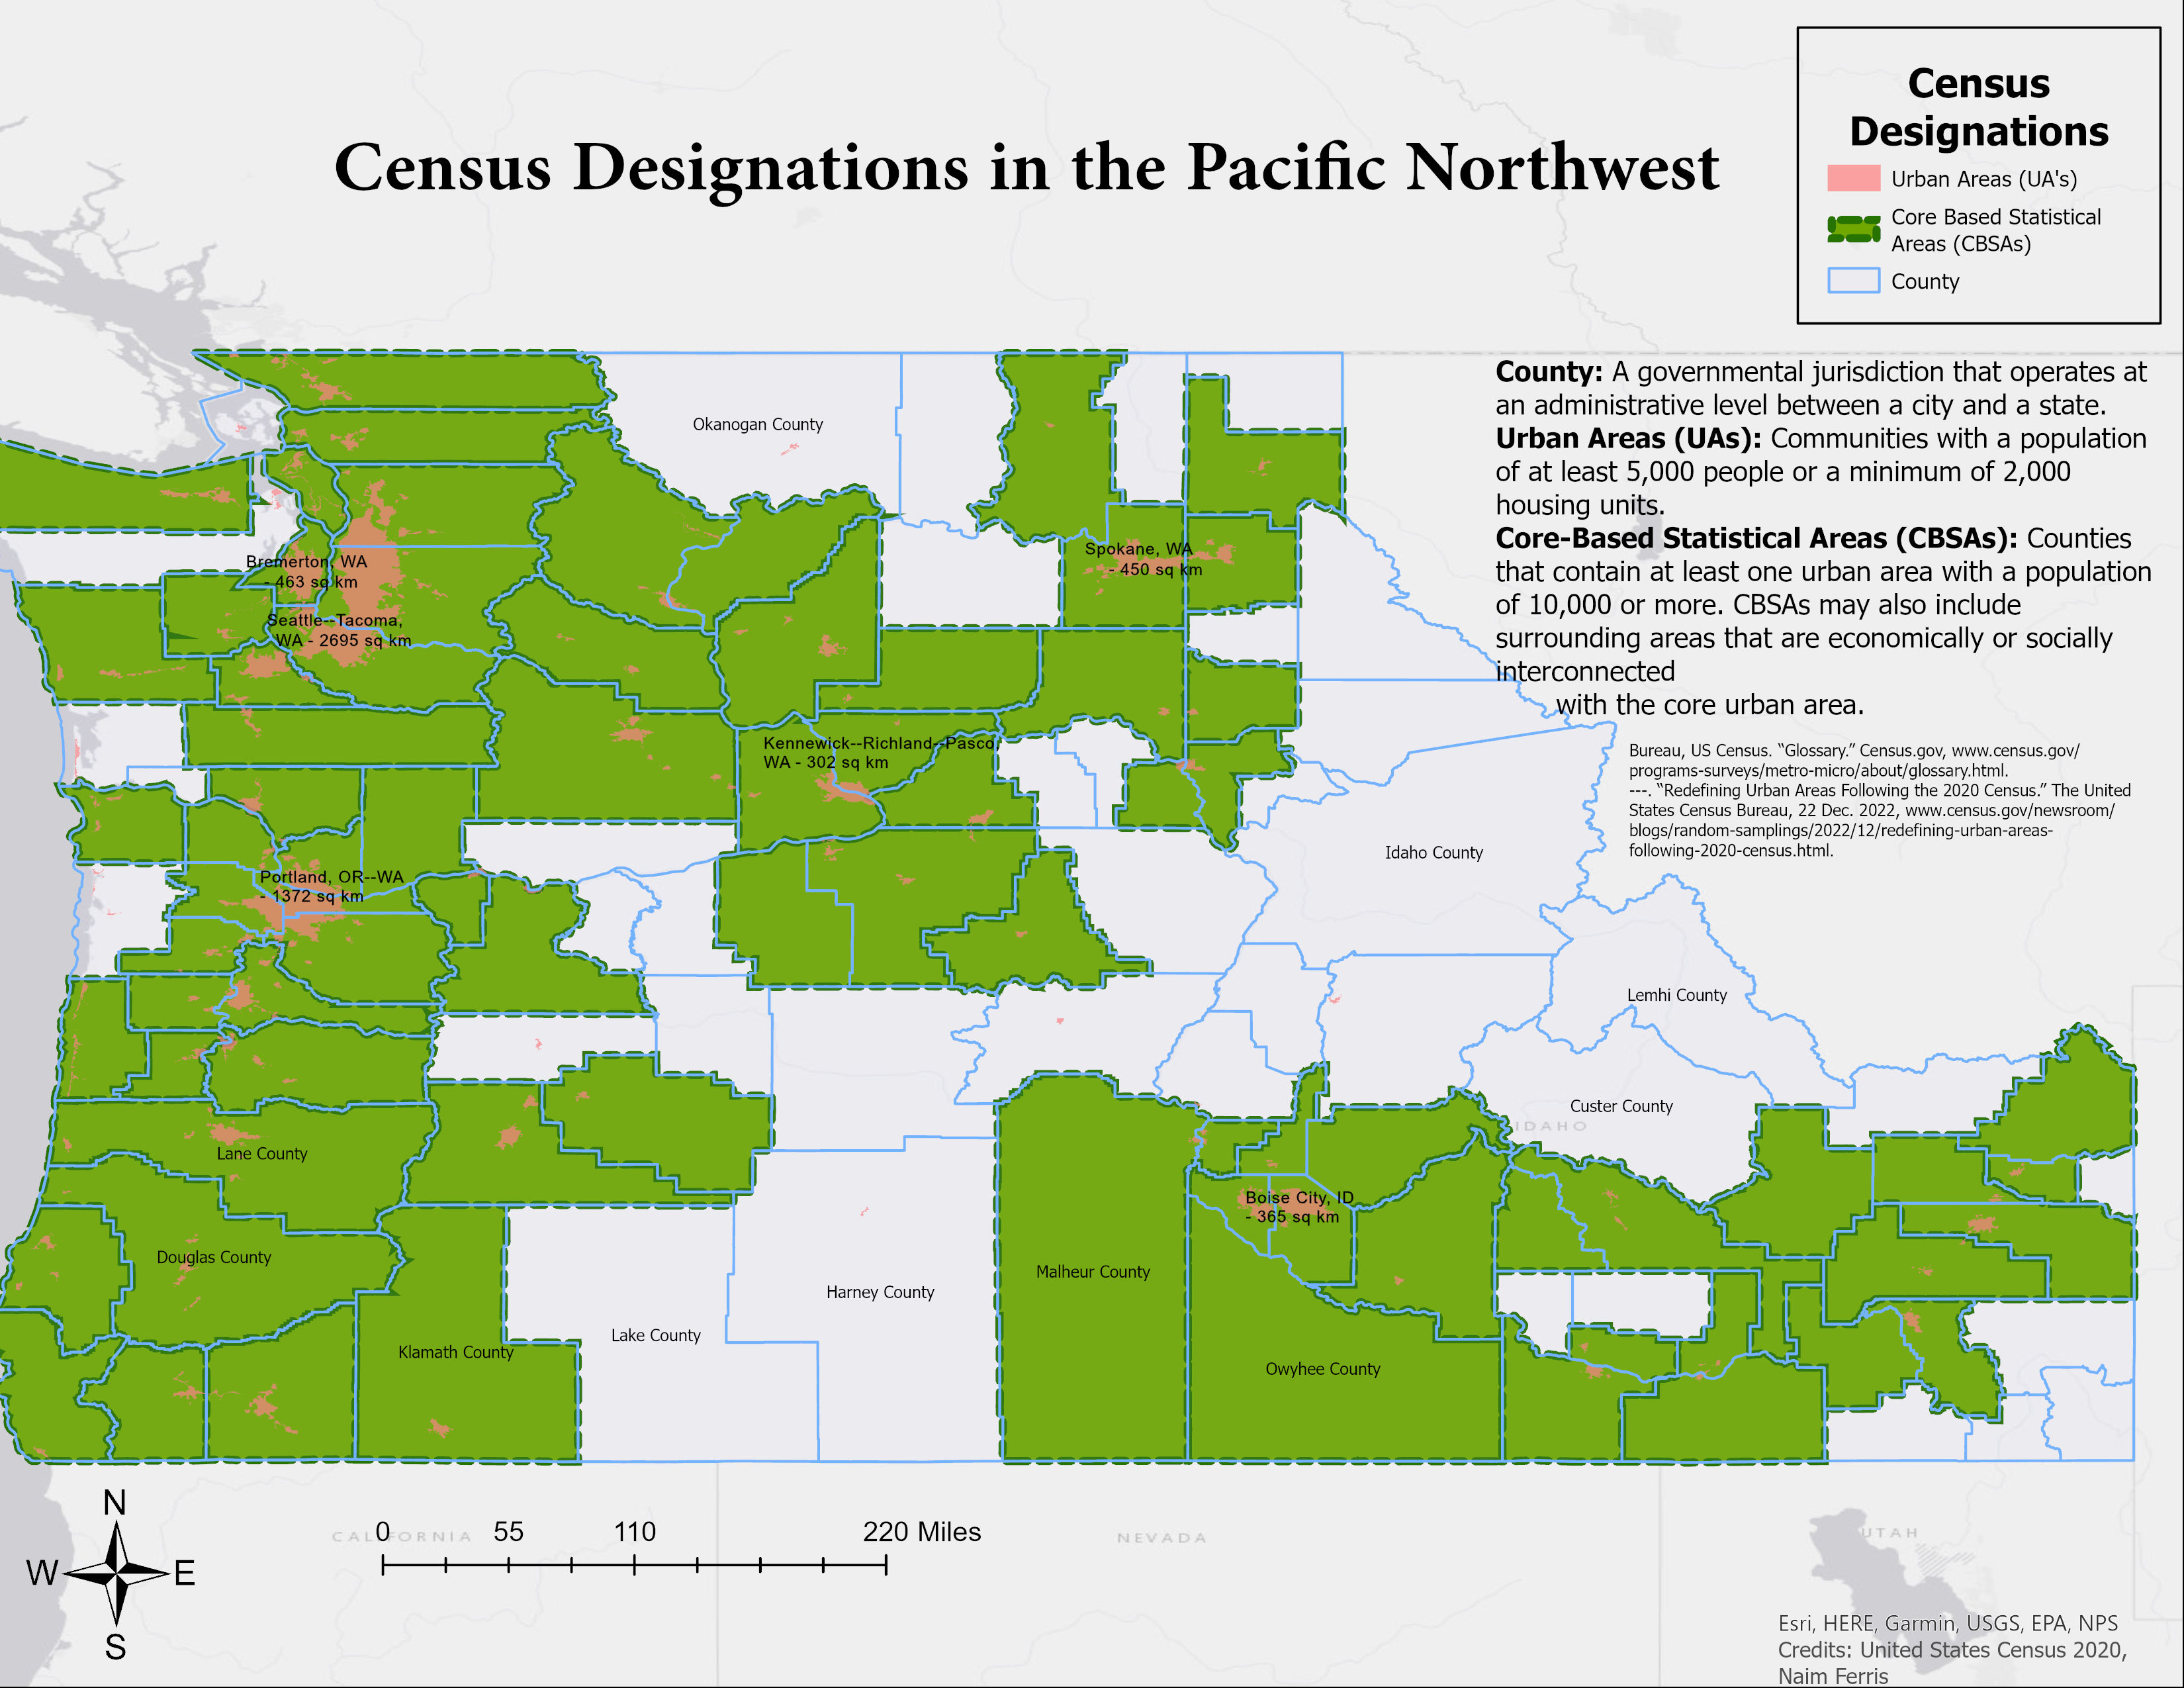 Census
Designations
Urban Areas (UA's)
Core Based Statistical
Areas (CBSAs)
County
Census Designations in the Pacific Northwest
County: A governmental jurisdiction that operates at
an administrative level between a city and a state.
Urban Areas (UAs): Communities with a population
of at least 5,000 people or a minimum of 2,000
housing units.
Core-Based Statistical Areas (CBSAs): Counties
that contain at least one urban area with a population
of 10,000 or more. CBSAs may also include
surrounding areas that are economically or socially
interconnected
with the core urban area.
Bureau, US Census. “Glossary.” Census.gov, www.census.gov/
programs-surveys/metro-micro/about/glossary.html.
---. “Redefining Urban Areas Following the 2020 Census.” The United
States Census Bureau, 22 Dec. 2022, www.census.gov/newsroom/
blogs/random-samplings/2022/12/redefining-urban-areas-
following-2020-census.html.
Okanogan County
Bremerton, WA
- 463 sq km
Spokane, WA
- 450 sq km
Seattle--Tacoma,
WA - 2695 sq km
Kennewick--Richland--Pasco,
WA - 302 sq km
Idaho County
Portland, OR--WA
- 1372 sq km
Lemhi County
Custer County
IDAHO
Lane County
Boise City, ID
- 365 sq km
Douglas County
Malheur County
Harney County
Lake County
Klamath County
Owyhee County
N
W
E
S
0 55 110 220 Miles
CALIFORNIA
NEVADA
UTAH
Esri, HERE, Garmin, USGS, EPA, NPS
Credits: United States Census 2020,
Naim Ferris